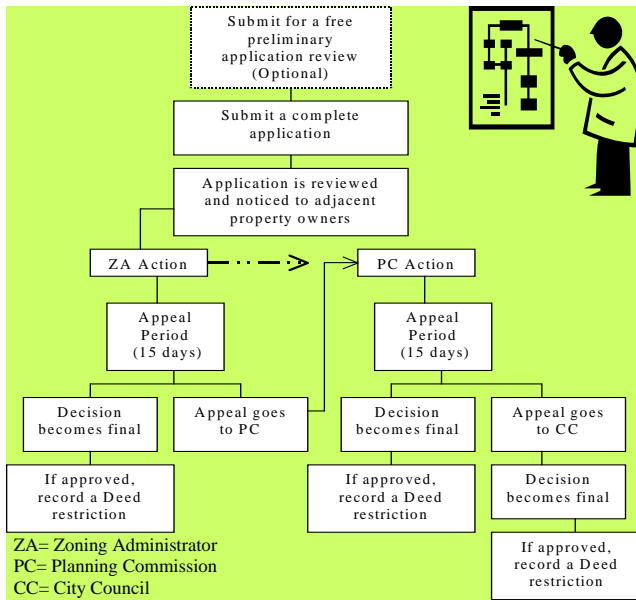 Submit for a free
preliminary
application review
(Optional)
Submit a complete
application
Application is reviewed
and noticed to adjacent
property owners
ZA Action
PC Action
Appeal
Period
(15 days)
Appeal
Period
(15 days)
Decision
becomes final
Appeal goes
to PC
Decision
becomes final
Appeal goes
to CC
If approved,
record a Deed
restriction
If approved,
record a Deed
restriction
Decision
becomes final
If approved,
record a Deed
restriction
ZA= Zoning Administrator
PC= Planning Commission
CC= City Council